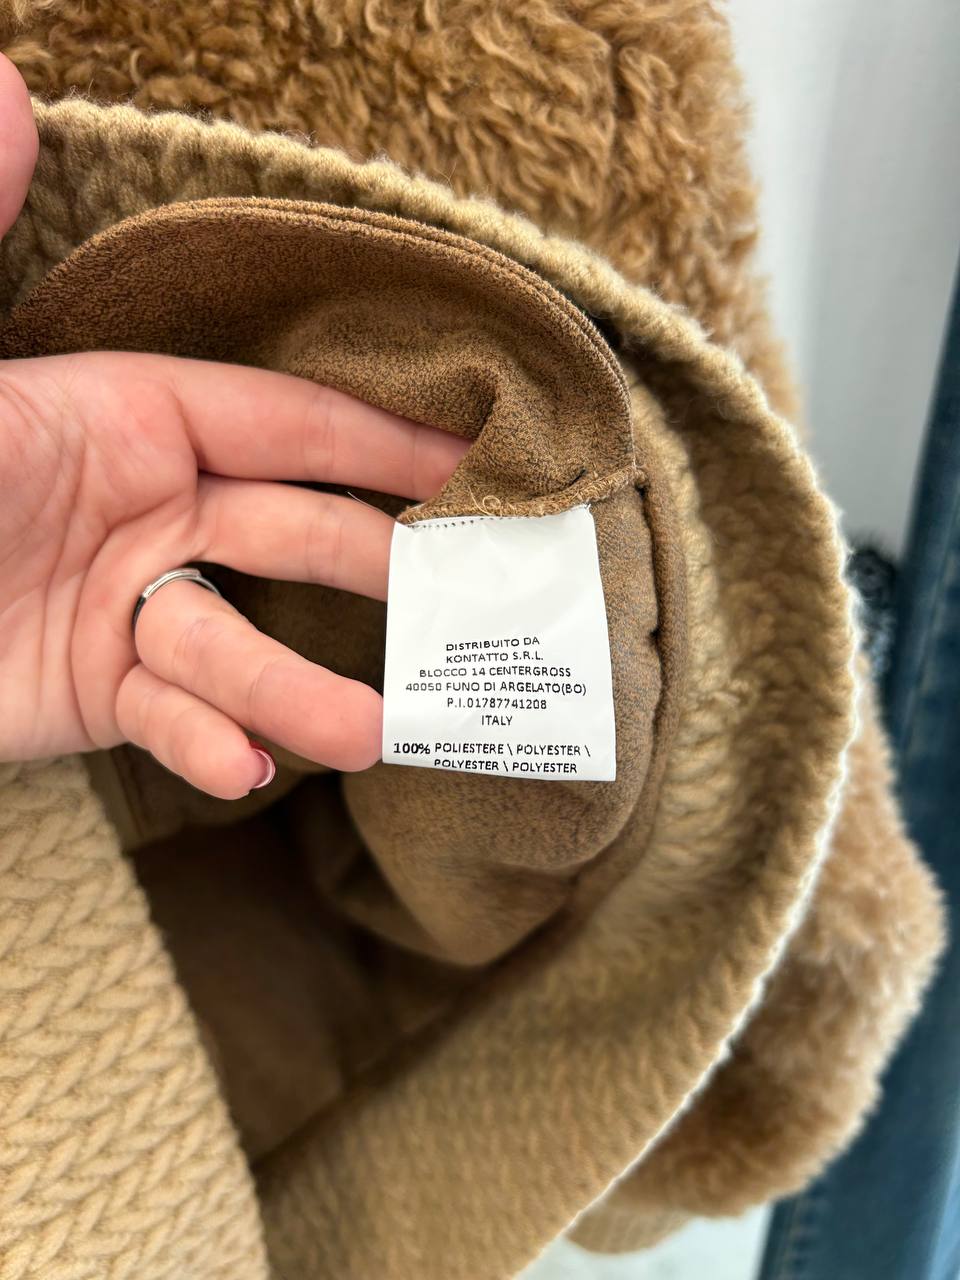 DISTRIBUITO DA
KONTATTO S.R.L.
BLOCCO 14 CENTERGROSS
40050 FUNO DI ARGELATO(BO)
P.I.01787741208
ITALY
100% POLIESTERE \ POLYESTER \
POLYESTER \ POLYESTER